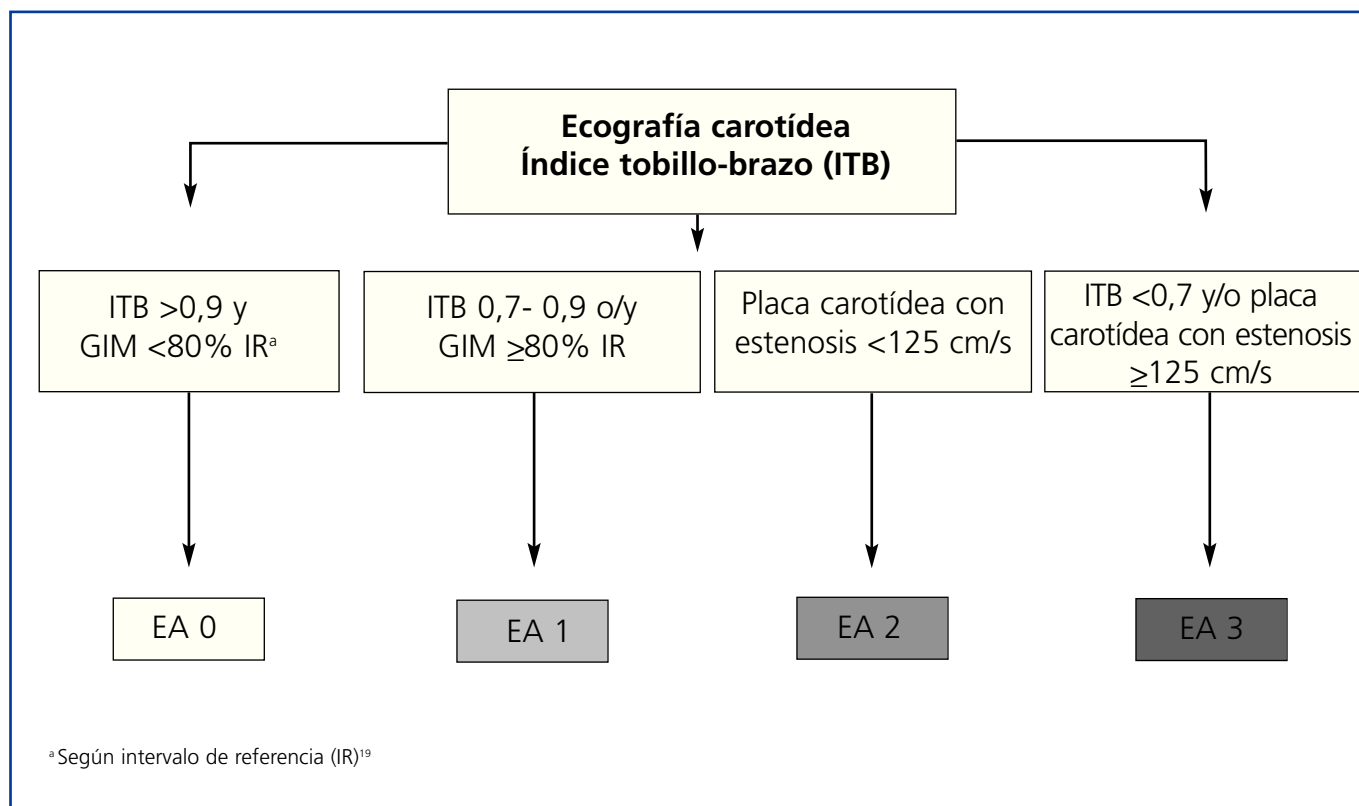 Ecografía carotídea
Índice tobillo-brazo (ITB)
ITB >0,9 y
GIM <80% IRª
ITB 0,7- 0,9 o/y
GIM ≥80% IR
Placa carotídea con
estenosis <125 cm/s
ITB <0,7 y/o placa
carotídea con estenosis
≥125 cm/s
EA 0
EA 1
EA 2
EA 3
ª Según intervalo de referencia (IR)¹⁹